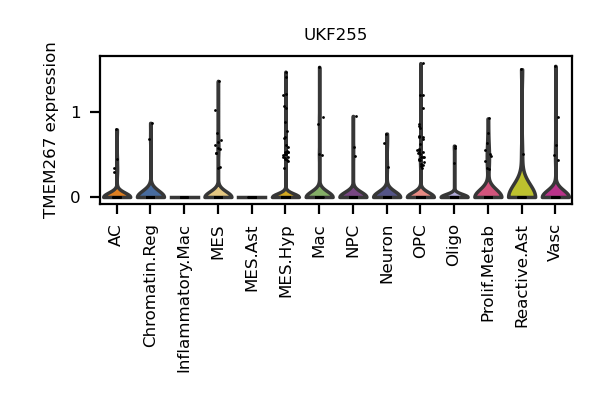 UKF255
TMEM267 expression
1
0
AC
Chromatin.Reg
Inflammatory.Mac
MES
MES.Ast
MES.Hyp
Mac
NPC
Neuron
OPC
Oligo
Prolif.Metab
Reactive.Ast
Vasc